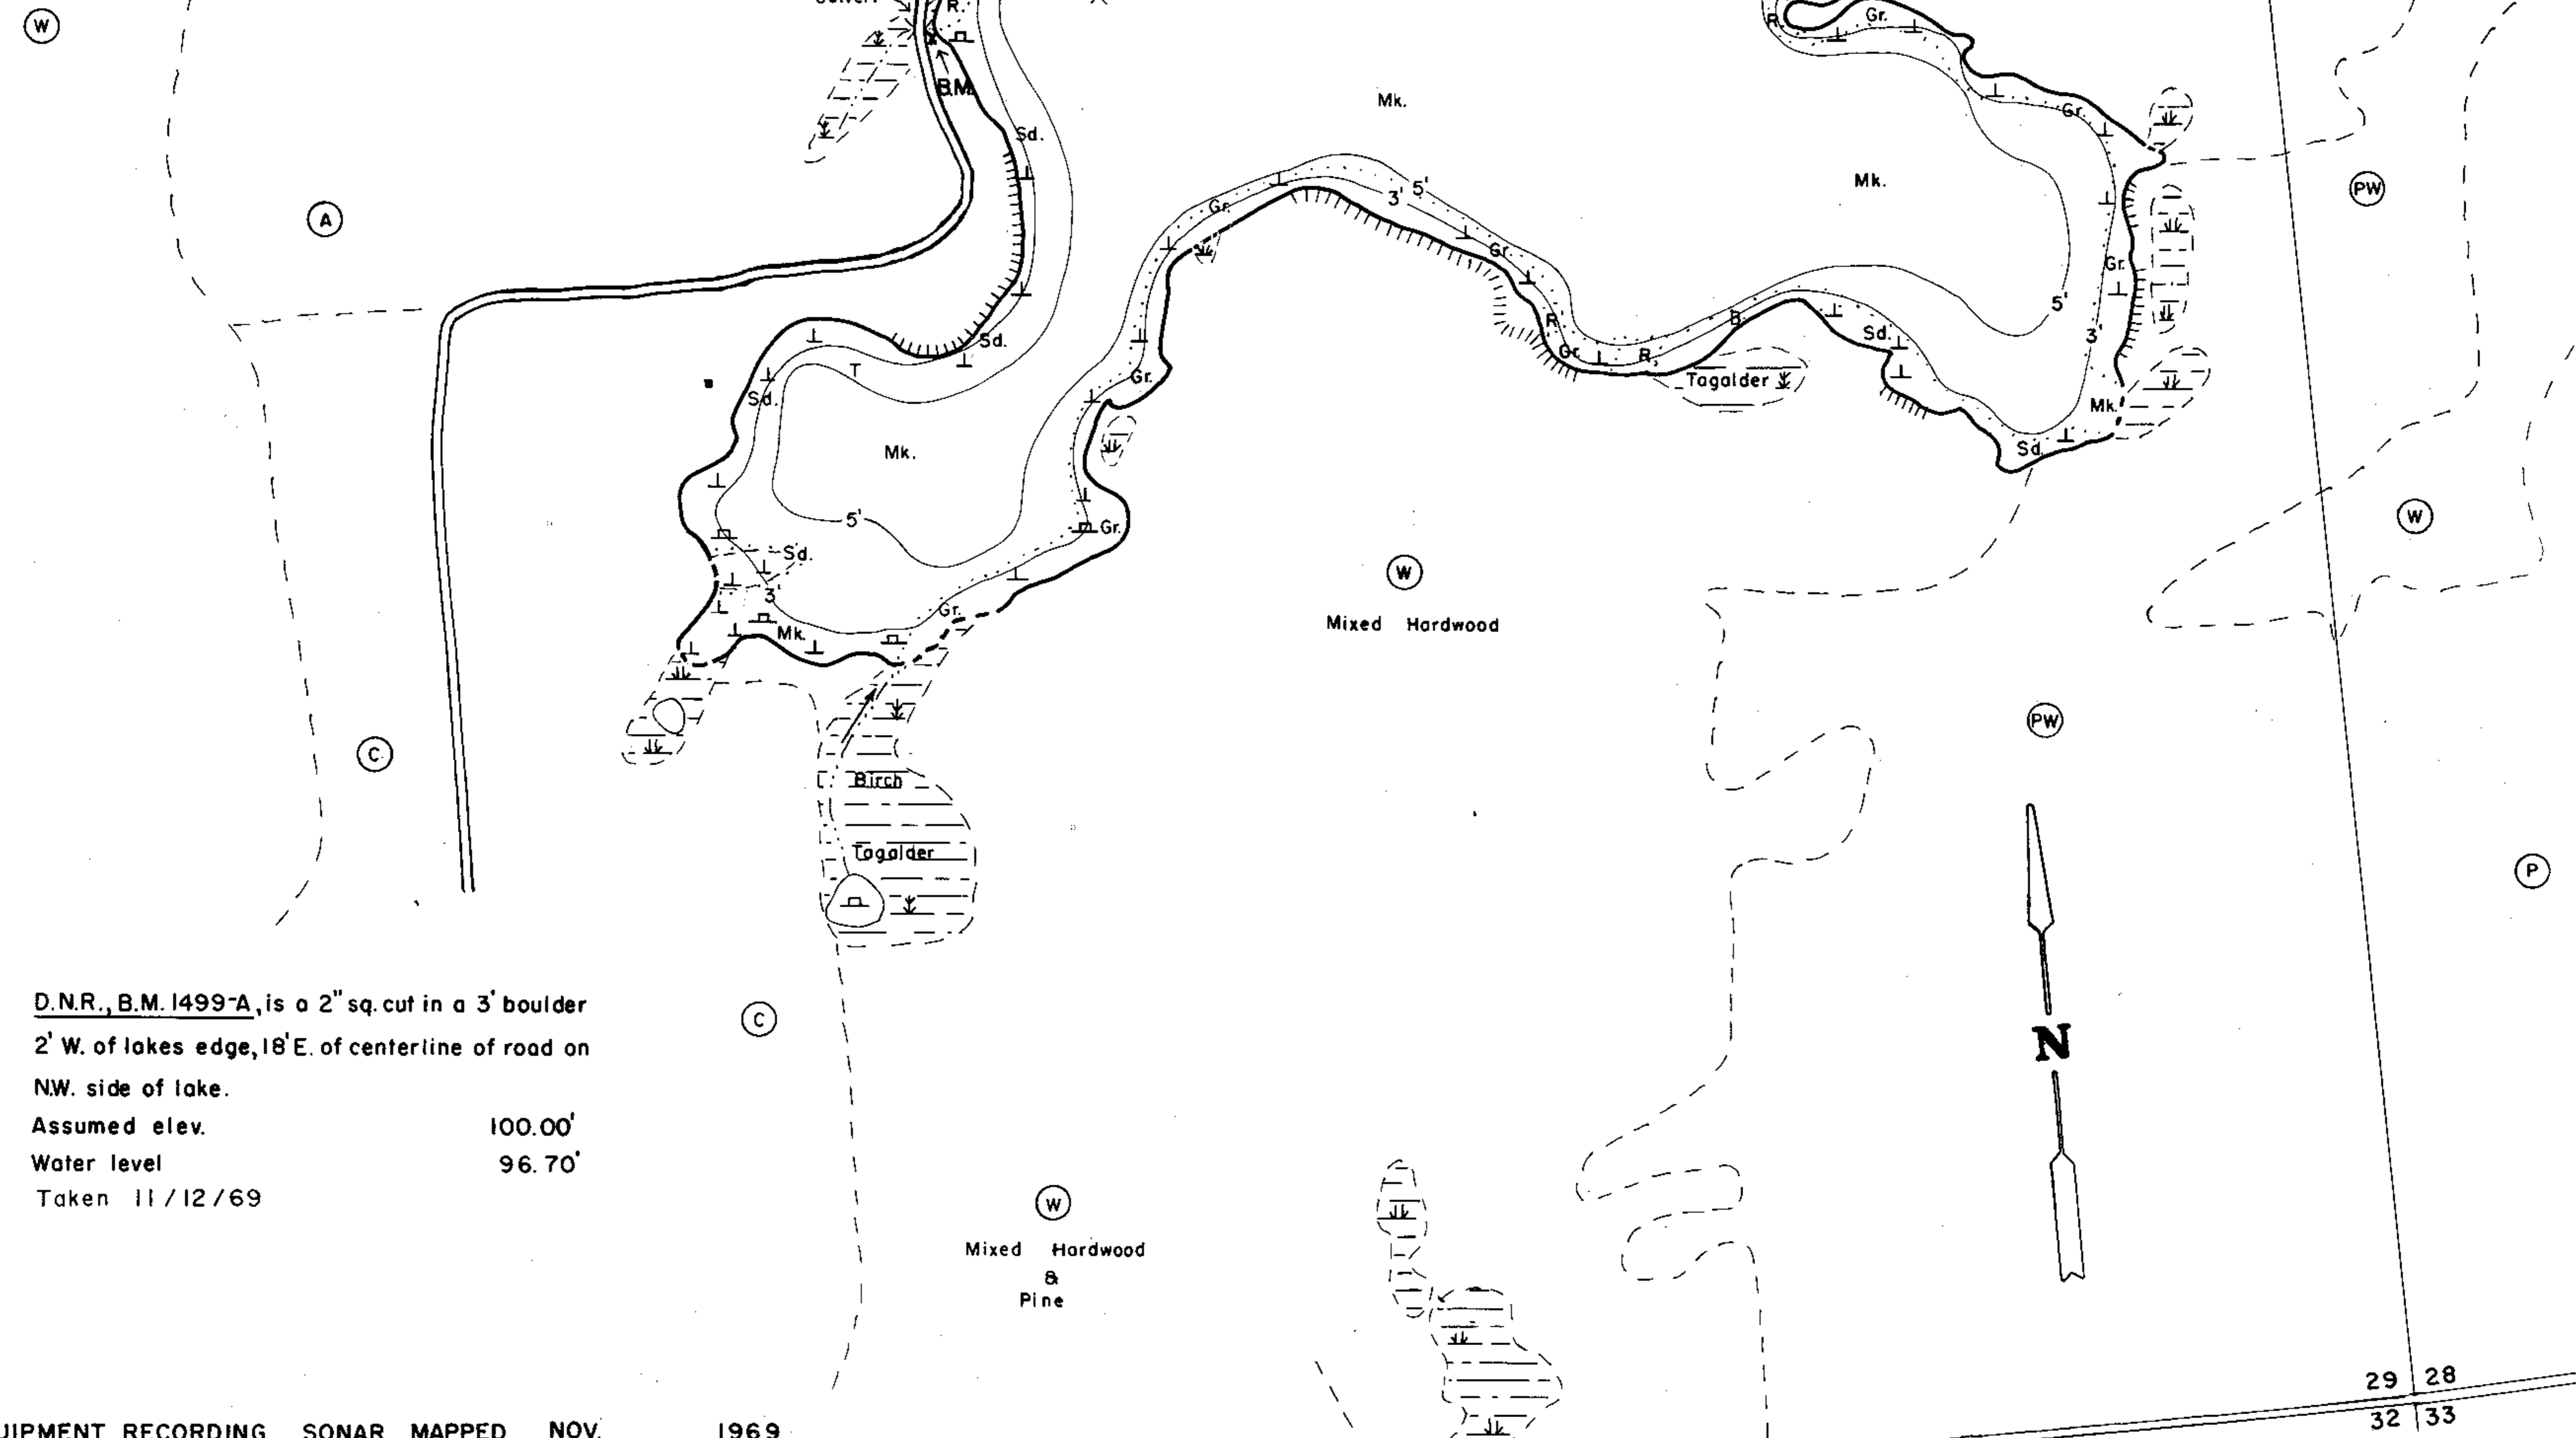 W
R.
Gr.
R.
B.M.
Mk.
Gr.
Sd.
A
Mk.
PW
5'
3'
Gr.
Gr.
Gr.
5'
R
B
Sd.
3'
Sd.
Gr.
R.
T
Gr.
Tagalder
Sd.
Mk.
Mk.
Sd.
5'
Gr.
W
Sd.
W
3'
Gr.
Mixed Hardwood
Mk.
PW
C
Birch
Tagalder
P
D.N.R., B.M. 1499-A, is a 2" sq. cut in a 3' boulder
2' W. of lakes edge, 18' E. of centerline of road on
N.W. side of lake.
Assumed elev. 100.00'
Water level 96.70'
Taken 11/12/69
C
N
W
Mixed Hardwood
&
Pine
29 28
32 33
RECORDING SONAR MAPPED NOV. 1969